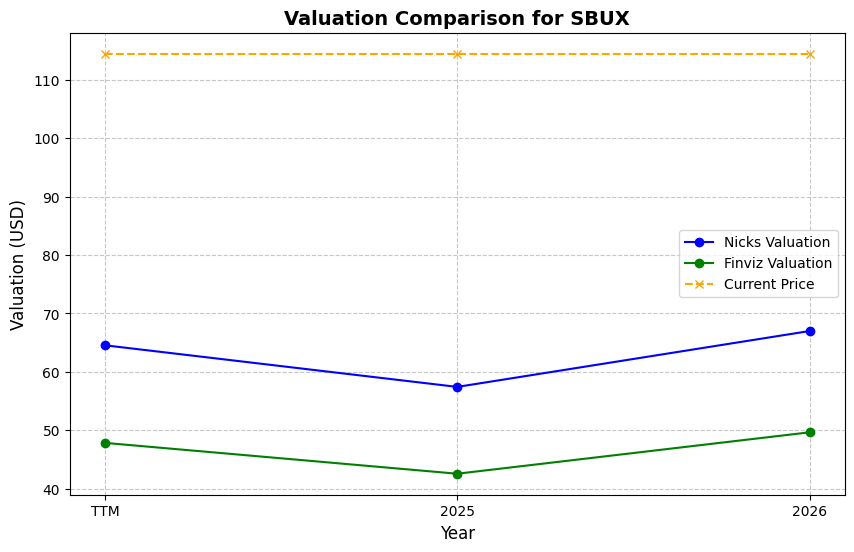 Valuation Comparison for SBUX
Valuation (USD)
110
100
90
80
70
60
50
40
Nicks Valuation
Finviz Valuation
Current Price
TTM
2025
2026
Year